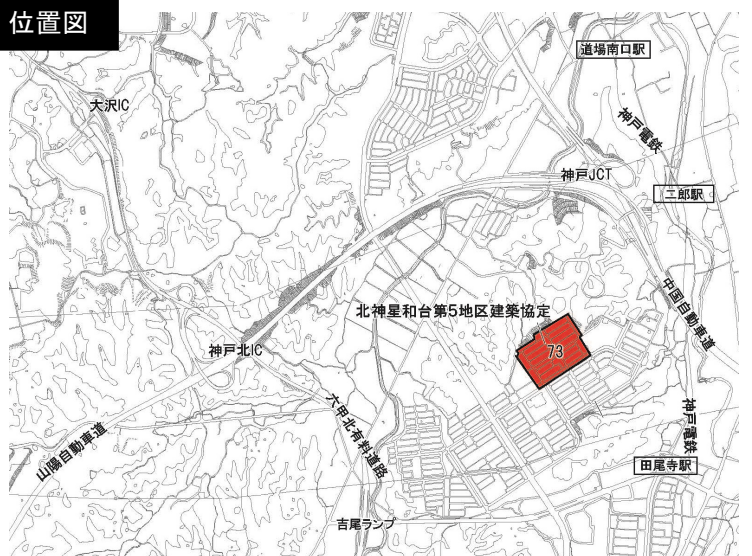 位置図
道場南口駅
大沢IC
神戸電鉄
神戸JCT
二郎駅
中国自動車道
北神星和台第5地区建築協定
73
神戸北IC
六甲北有料道路
山陽自動車道
神戸電鉄
田尾寺駅
吉尾ランプ